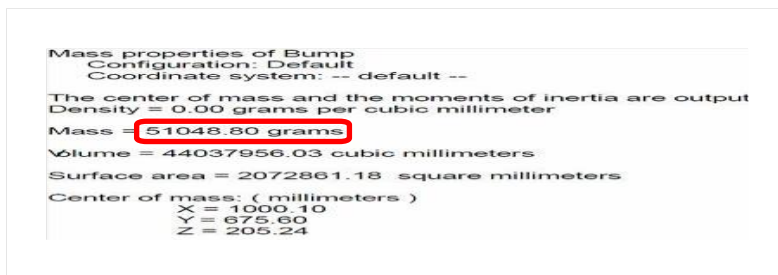 Mass properties of Bump
Configuration: Default
Coordinate system: -- default --
The center of mass and the moments of inertia are output
Density = 0.00 grams per cubic millimeter
Mass = 51048.80 grams
Volume = 44037956.03 cubic millimeters
Surface area = 2072861.18 square millimeters
Center of mass: ( millimeters )
X = 1000.10
Y = 675.60
Z = 205.24